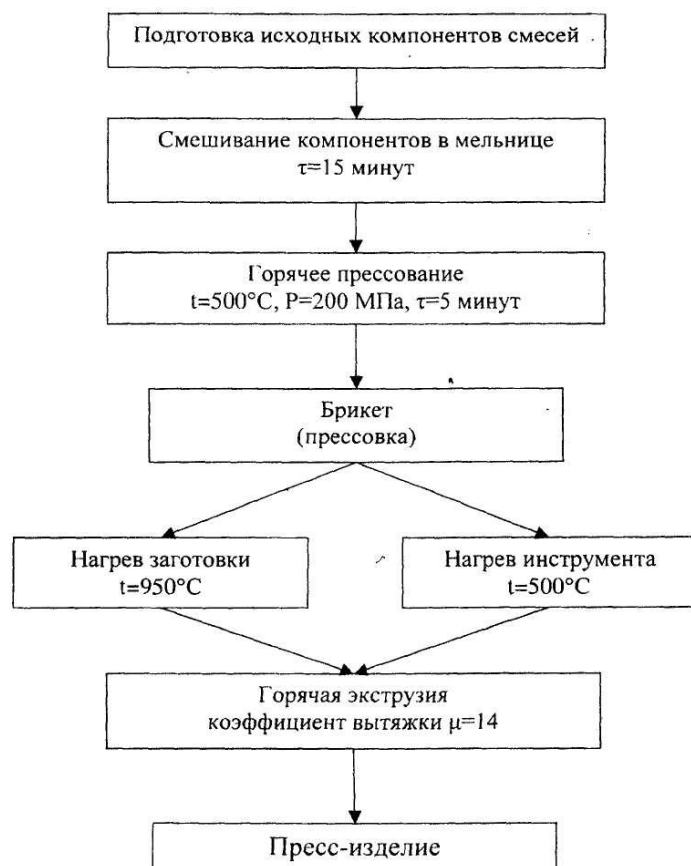 Подготовка исходных компонентов смесей
Смешивание компонентов в мельнице
τ=15 минут
Горячее прессование
t=500°С, Р=200 МПа, τ=5 минут
Брикет
(прессовка)
Нагрев заготовки
t=950°С
Нагрев инструмента
t=500°С
Горячая экструзия
коэффициент вытяжки μ=14
Пресс-изделие